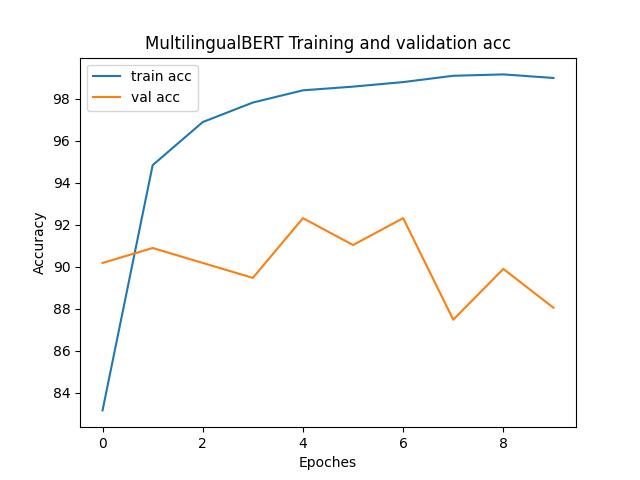 MultilingualBERT Training and validation acc
train acc
val acc
Accuracy
98
96
94
92
90
88
86
84
0 2 4 6 8
Epoches